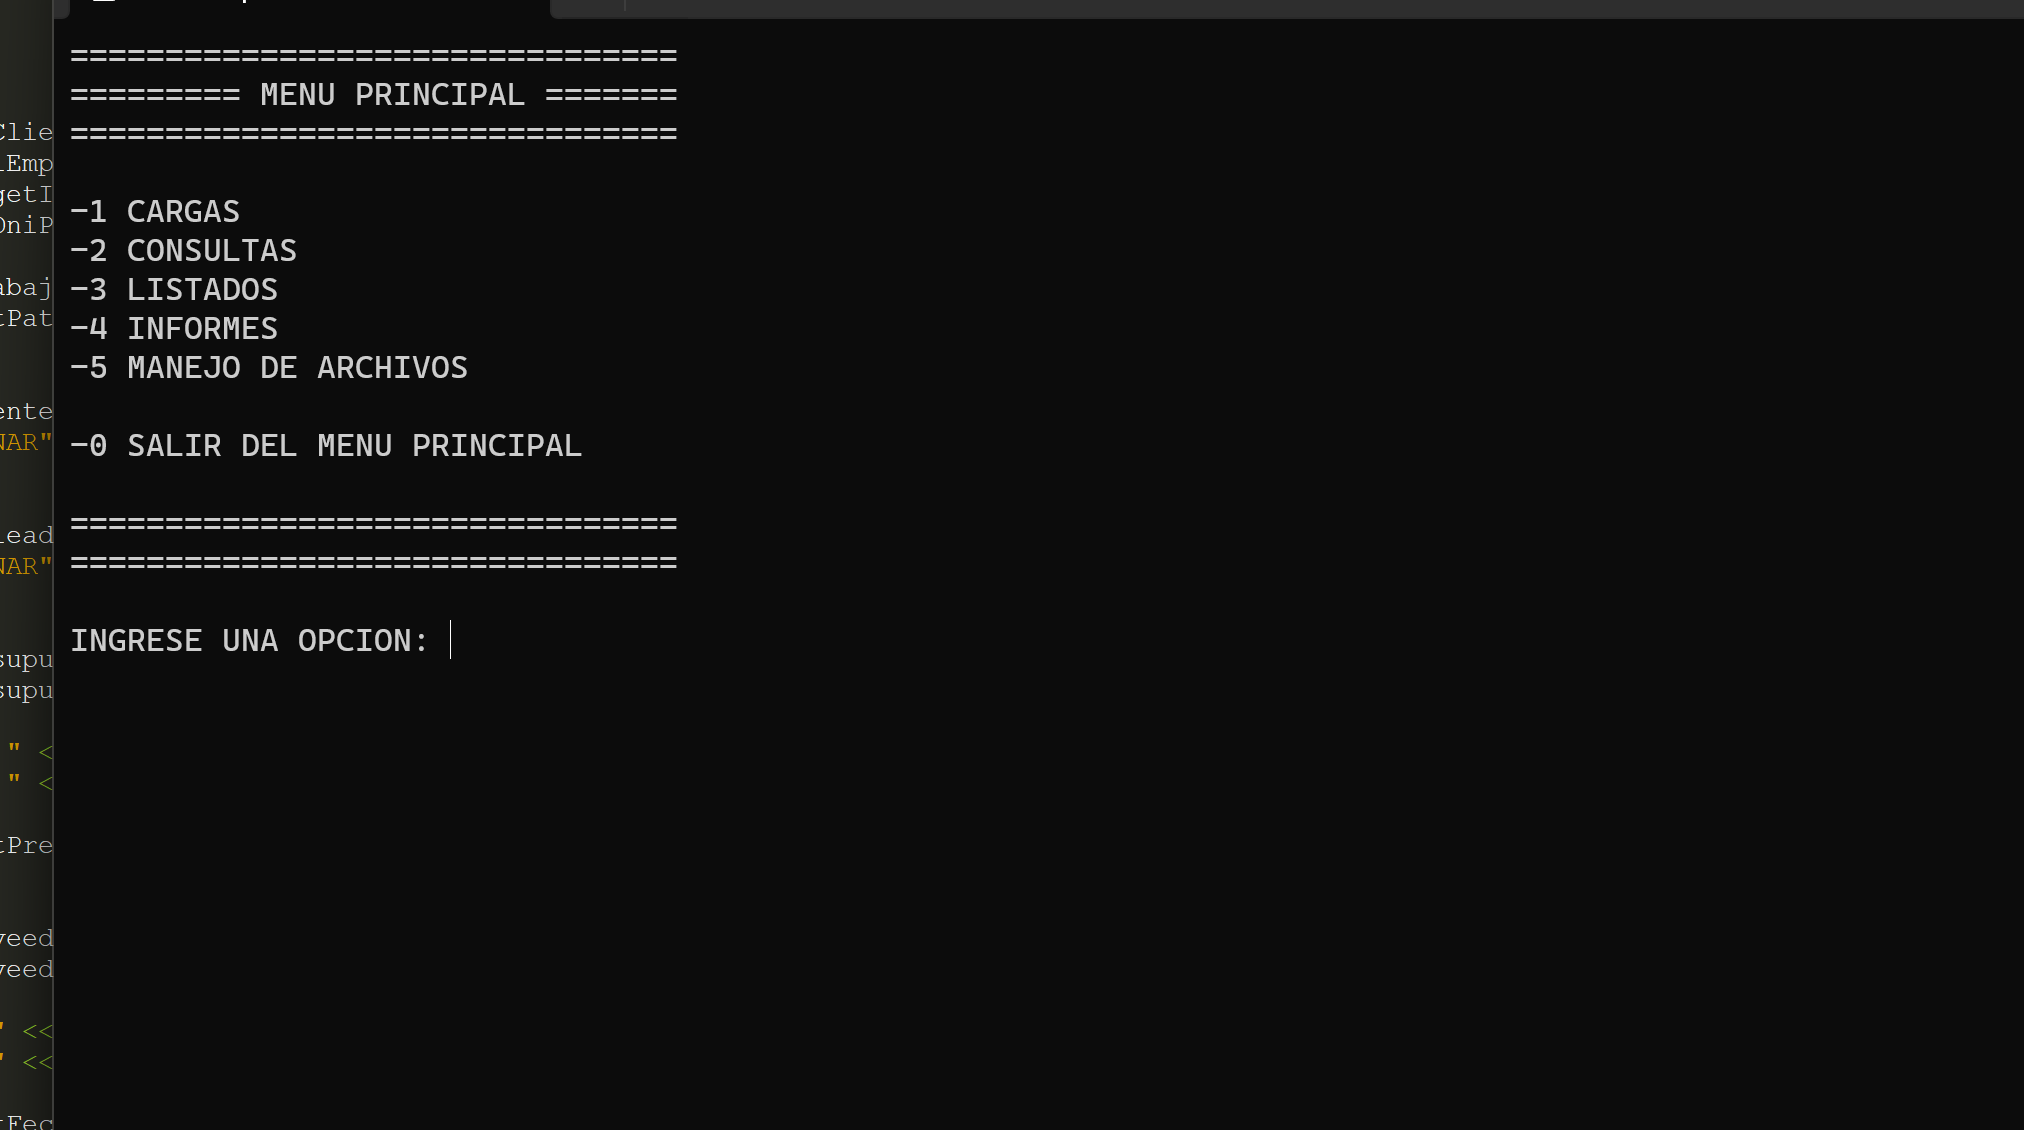 ================================
========= MENU PRINCIPAL =======
================================
-1 CARGAS
-2 CONSULTAS
-3 LISTADOS
-4 INFORMES
-5 MANEJO DE ARCHIVOS
-0 SALIR DEL MENU PRINCIPAL
================================
================================
INGRESE UNA OPCION: